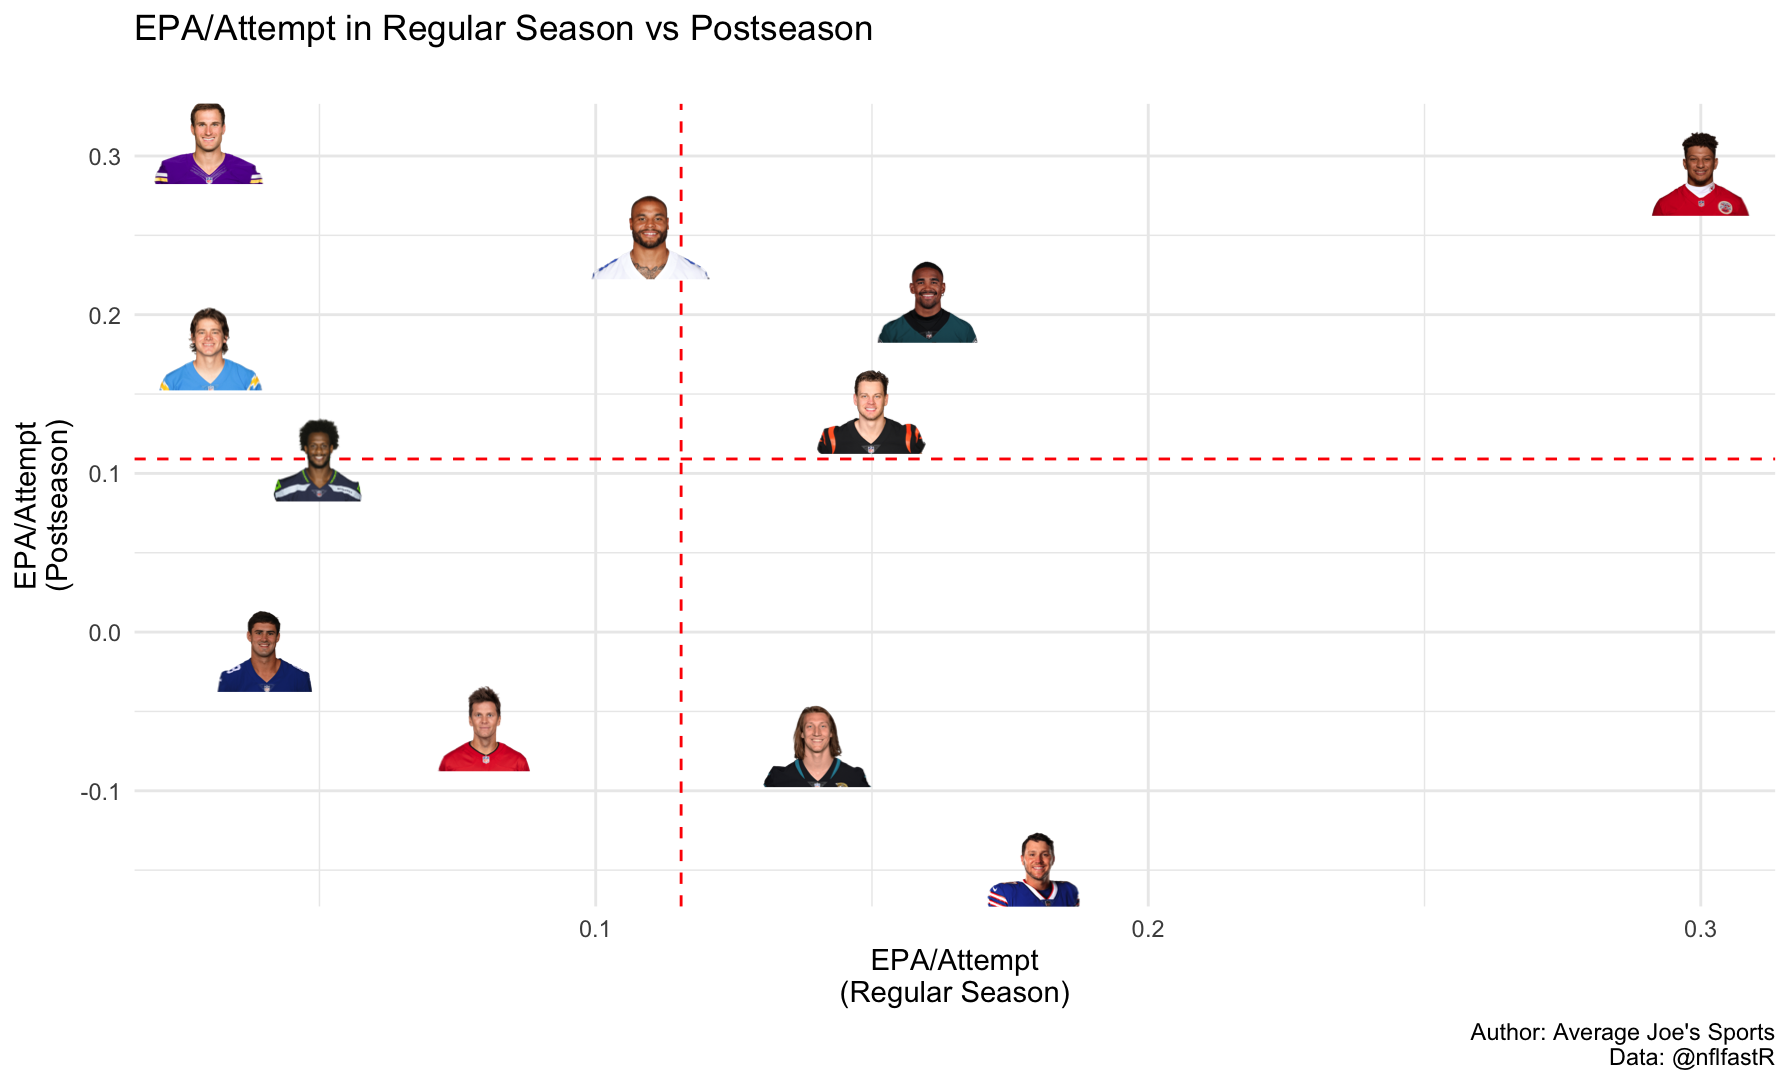 EPA/Attempt in Regular Season vs Postseason
0.3
0.2
0.1
0.0
-0.1
EPA/Attempt
(Postseason)
0.1
0.2
0.3
EPA/Attempt
(Regular Season)
Author: Average Joe's Sports
Data: @nflfastR